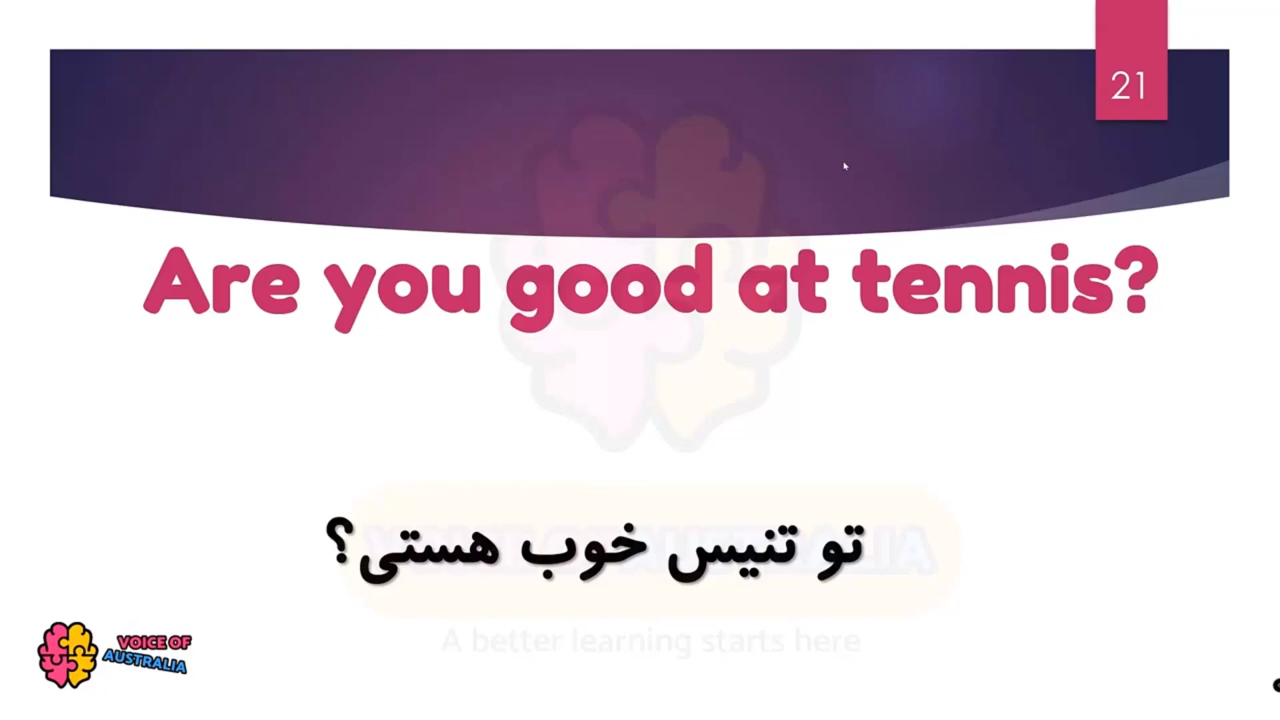 21
Are you good at tennis?
تو تنیس خوب هستی؟
A better learning starts here
VOICE OF
AUSTRALIA